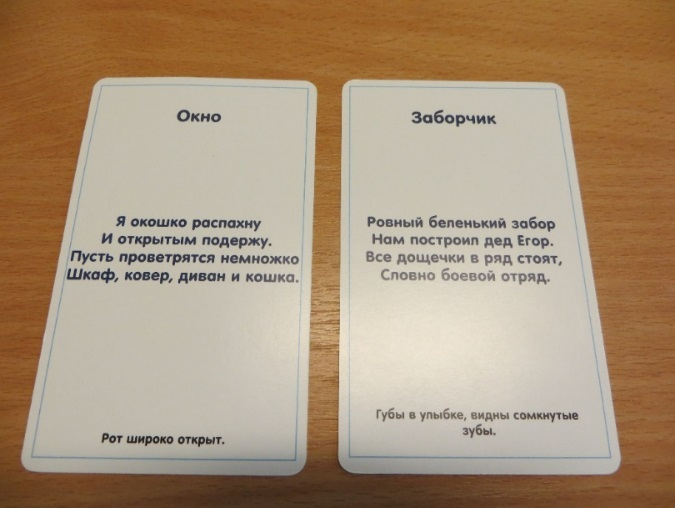 Окно
Я окошко распахну
И открытым подержу.
Пусть проветрятся немножко
Шкаф, ковер, диван и кошка.
Рот широко открыт.
Заборчик
Ровный беленький забор
Нам построил дед Егор.
Все дощечки в ряд стоят,
Словно боевой отряд.
Губы в улыбке, видны сомкнутые
зубы.